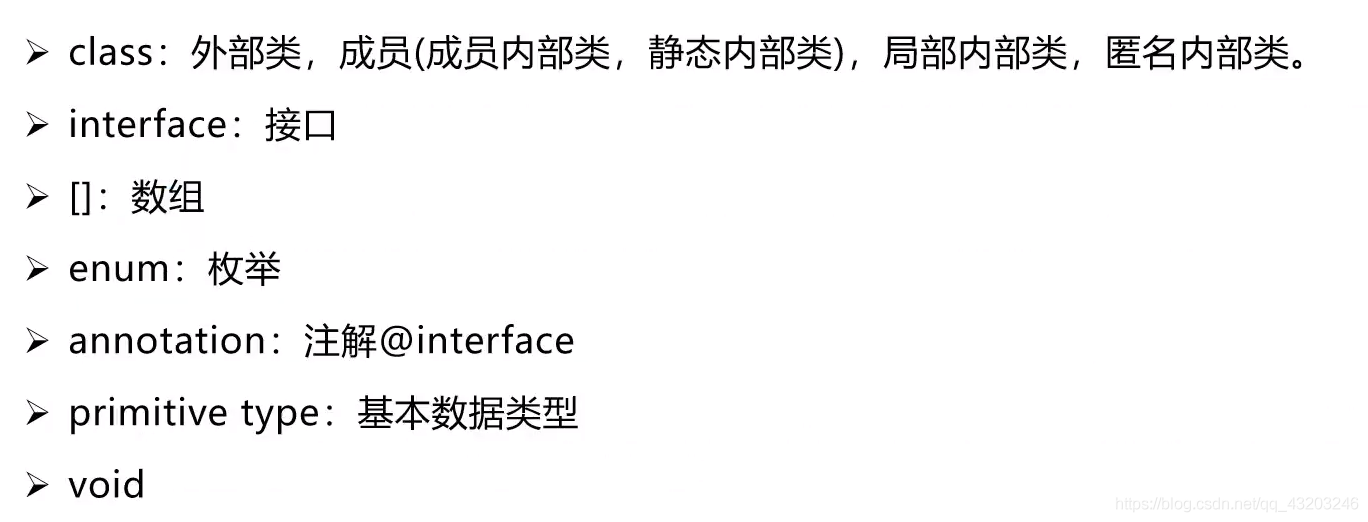 ➢ class：外部类，成员(成员内部类，静态内部类)，局部内部类，匿名内部类。
➢ interface：接口
➢ []：数组
➢ enum：枚举
➢ annotation：注解@interface
➢ primitive type：基本数据类型
➢ void
https://blog.csdn.net/qq_43203246